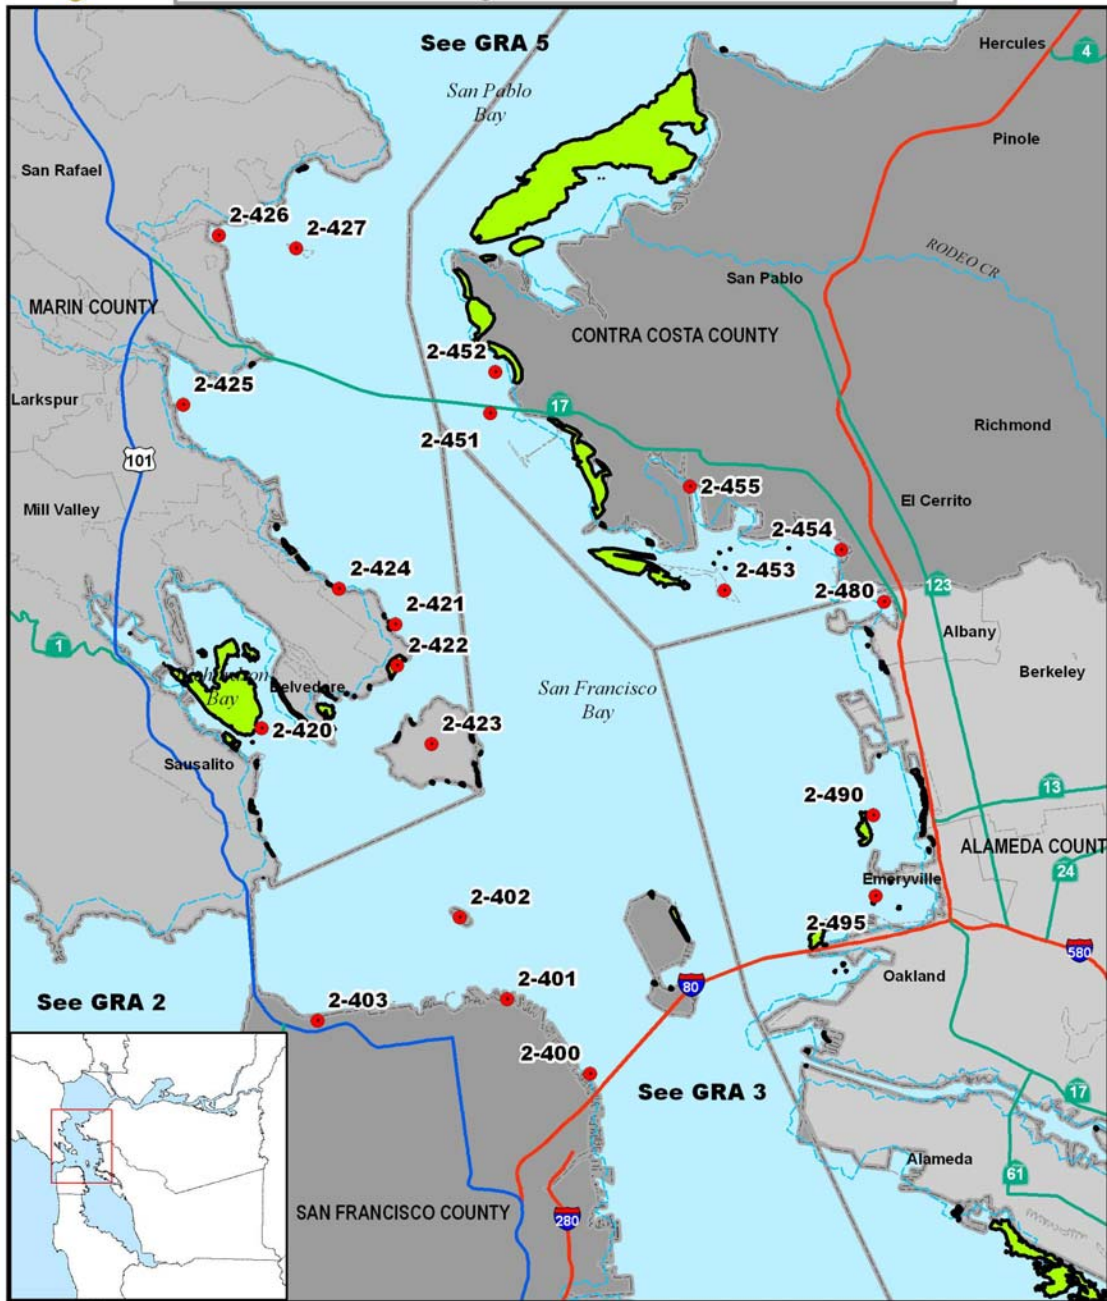 See GRA 5
Hercules
4
San Pablo
Bay
Pinole
San Rafael
2-426
2-427
RODEO CR
San Pablo
MARIN COUNTY
CONTRA COSTA COUNTY
2-452
2-425
Larkspur
17
2-451
Richmond
101
2-455
El Cerrito
Mill Valley
2-454
2-424
2-453
2-480
123
2-421
Albany
1
2-422
Berkeley
Richardson
Bay
Belvedere
San Francisco
Bay
2-420
2-423
Sausalito
13
2-490
ALAMEDA COUNT
24
Emeryville
2-402
2-495
580
Oakland
80
See GRA 2
2-401
2-403
2-400
See GRA 3
17
Alameda
61
SAN FRANCISCO COUNTY
280